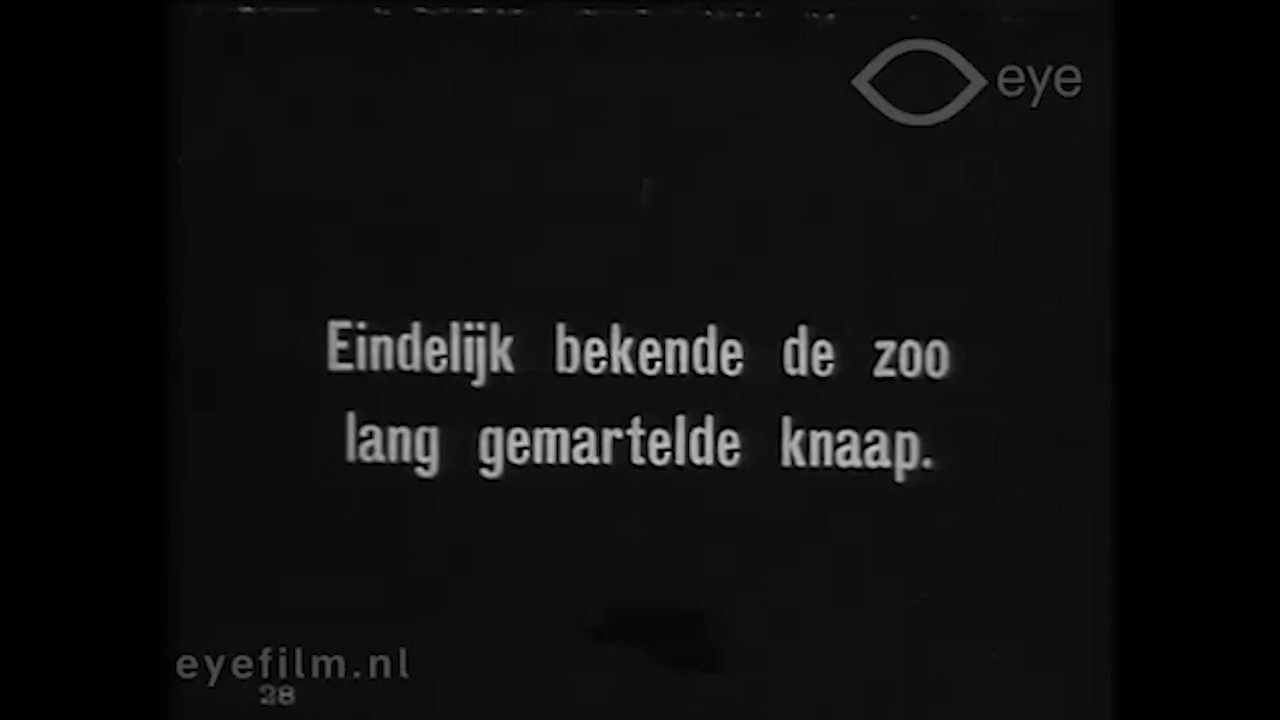 eye
Eindelijk bekende de zoo
lang gemartelde knaap.
eyefilm.nl
28